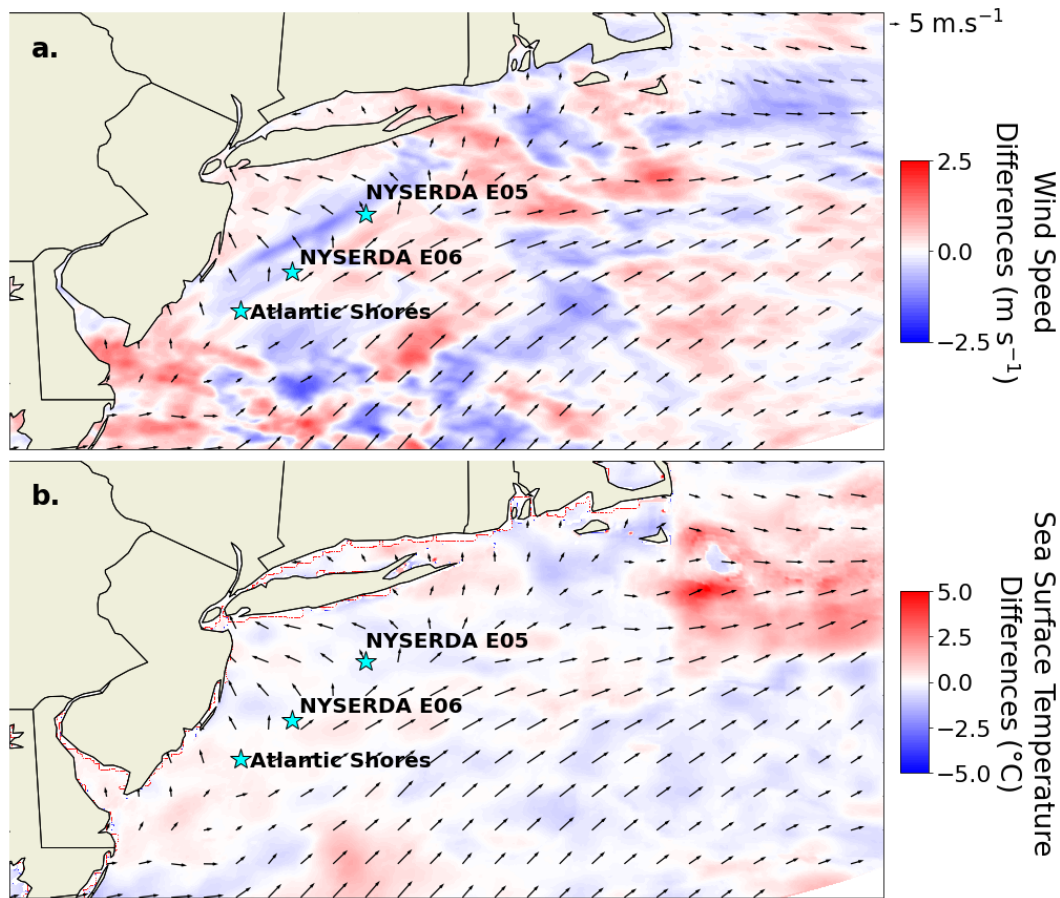 a.
5 m.s⁻¹
NYSERDA E05
NYSERDA E06
Atlantic Shores
2.5
0.0
−2.5
Wind Speed
Differences (m s⁻¹)
b.
NYSERDA E05
NYSERDA E06
Atlantic Shores
5.0
2.5
0.0
−2.5
−5.0
Sea Surface Temperature
Differences (°C)